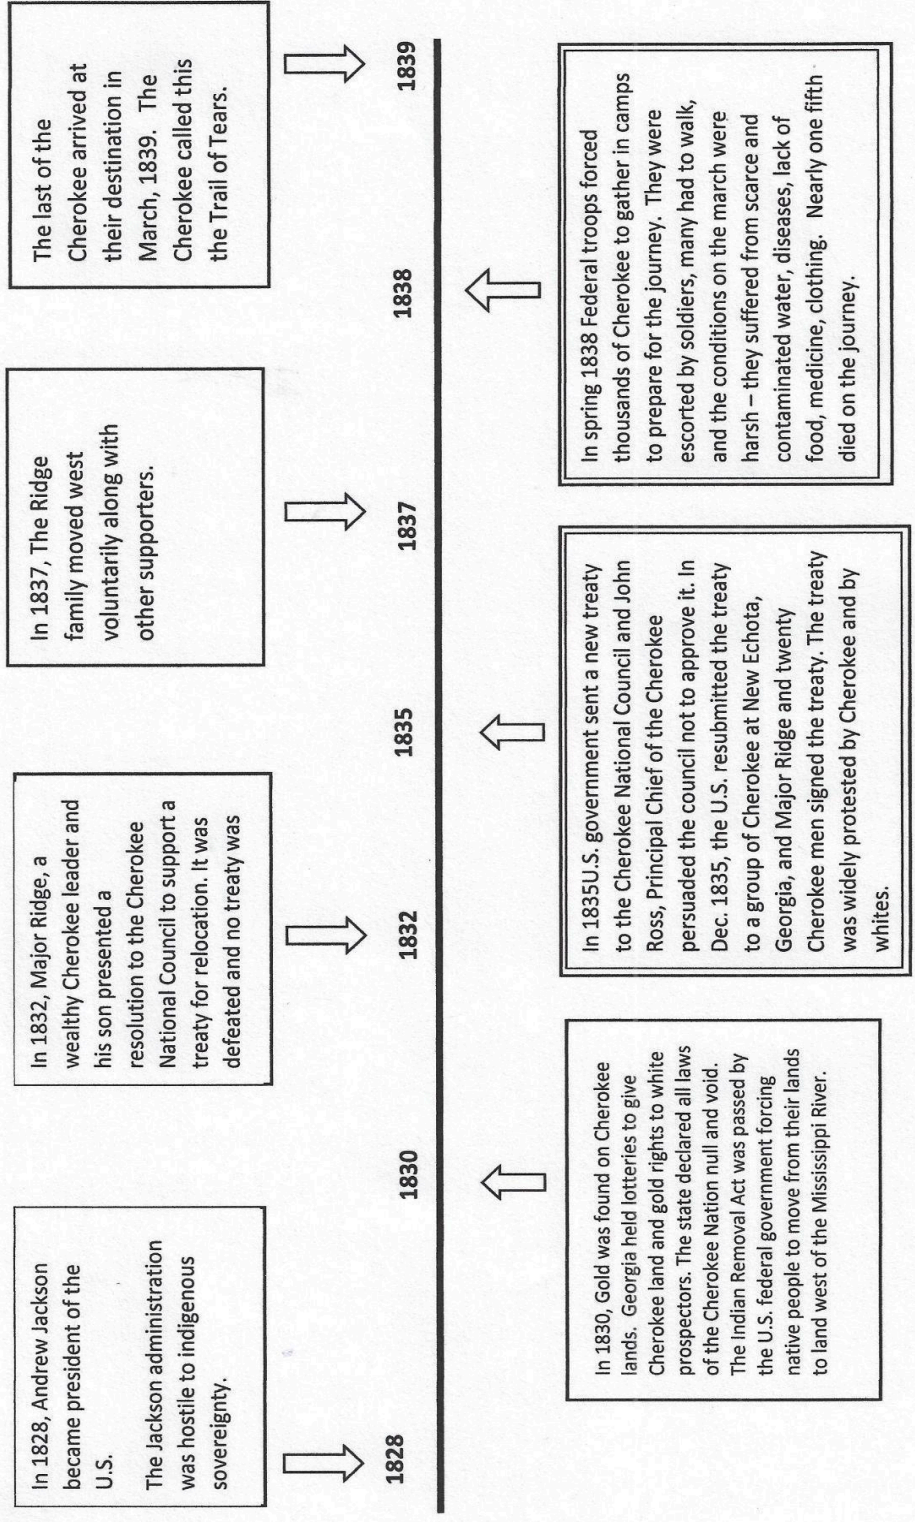 In 1828, Andrew Jackson
became president of the
U.S.
The Jackson administration
was hostile to indigenous
sovereignty.
In 1832, Major Ridge, a
wealthy Cherokee leader and
his son presented a
resolution to the Cherokee
National Council to support a
treaty for relocation. It was
defeated and no treaty was
In 1837, The Ridge
family moved west
voluntarily along with
other supporters.
The last of the
Cherokee arrived at
their destination in
March, 1839. The
Cherokee called this
the Trail of Tears.
1828
1830
1832
1835
1837
1838
1839
In 1830, Gold was found on Cherokee
lands. Georgia held lotteries to give
Cherokee land and gold rights to white
prospectors. The state declared all laws
of the Cherokee Nation null and void.
The Indian Removal Act was passed by
the U.S. federal government forcing
native people to move from their lands
to land west of the Mississippi River.
In 1835U.S. government sent a new treaty
to the Cherokee National Council and John
Ross, Principal Chief of the Cherokee
persuaded the council not to approve it. In
Dec. 1835, the U.S. resubmitted the treaty
to a group of Cherokee at New Echota,
Georgia, and Major Ridge and twenty
Cherokee men signed the treaty. The treaty
was widely protested by Cherokee and by
whites.
In spring 1838 Federal troops forced
thousands of Cherokee to gather in camps
to prepare for the journey. They were
escorted by soldiers, many had to walk,
and the conditions on the march were
harsh – they suffered from scarce and
contaminated water, diseases, lack of
food, medicine, clothing. Nearly one fifth
died on the journey.